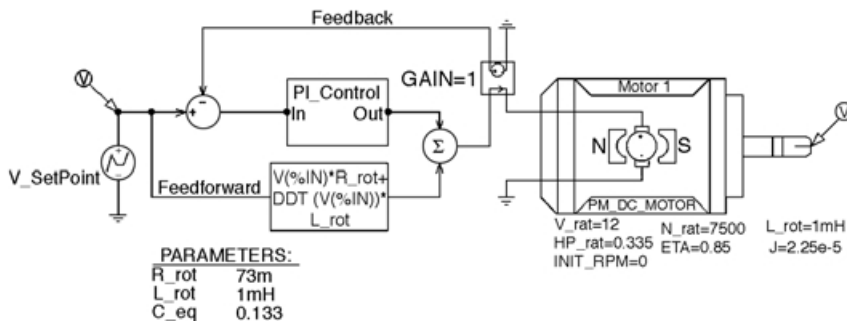 Feedback
V
GAIN=1
Motor 1
V
+ -
PI_Control
In Out
Σ
N S
V_SetPoint
Feedforward
V(%IN)*R_rot+
DDT (V(%IN))*
L_rot
PM_DC_MOTOR
V_rat=12 N_rat=7500 L_rot=1mH
HP_rat=0.335 ETA=0.85 J=2.25e-5
INIT_RPM=0
PARAMETERS:
R_rot 73m
L_rot 1mH
C_eq 0.133